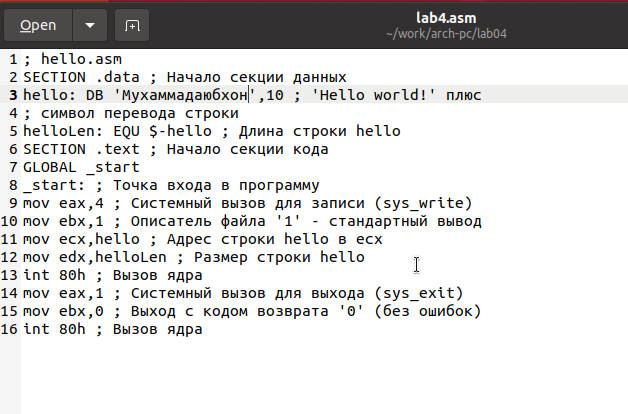 Open
lab4.asm
~/work/arch-pc/lab04
1 ; hello.asm
2 SECTION .data ; Начало секции данных
3 hello: DB 'Мухаммадаюбхон',10 ; 'Hello world!' плюс
4 ; символ перевода строки
5 helloLen: EQU $-hello ; Длина строки hello
6 SECTION .text ; Начало секции кода
7 GLOBAL _start
8 _start: ; Точка входа в программу
9 mov eax,4 ; Системный вызов для записи (sys_write)
10 mov ebx,1 ; Описатель файла '1' - стандартный вывод
11 mov ecx,hello ; Адрес строки hello в ecx
12 mov edx,helloLen ; Размер строки hello
13 int 80h ; Вызов ядра
14 mov eax,1 ; Системный вызов для выхода (sys_exit)
15 mov ebx,0 ; Выход с кодом возврата '0' (без ошибок)
16 int 80h ; Вызов ядра